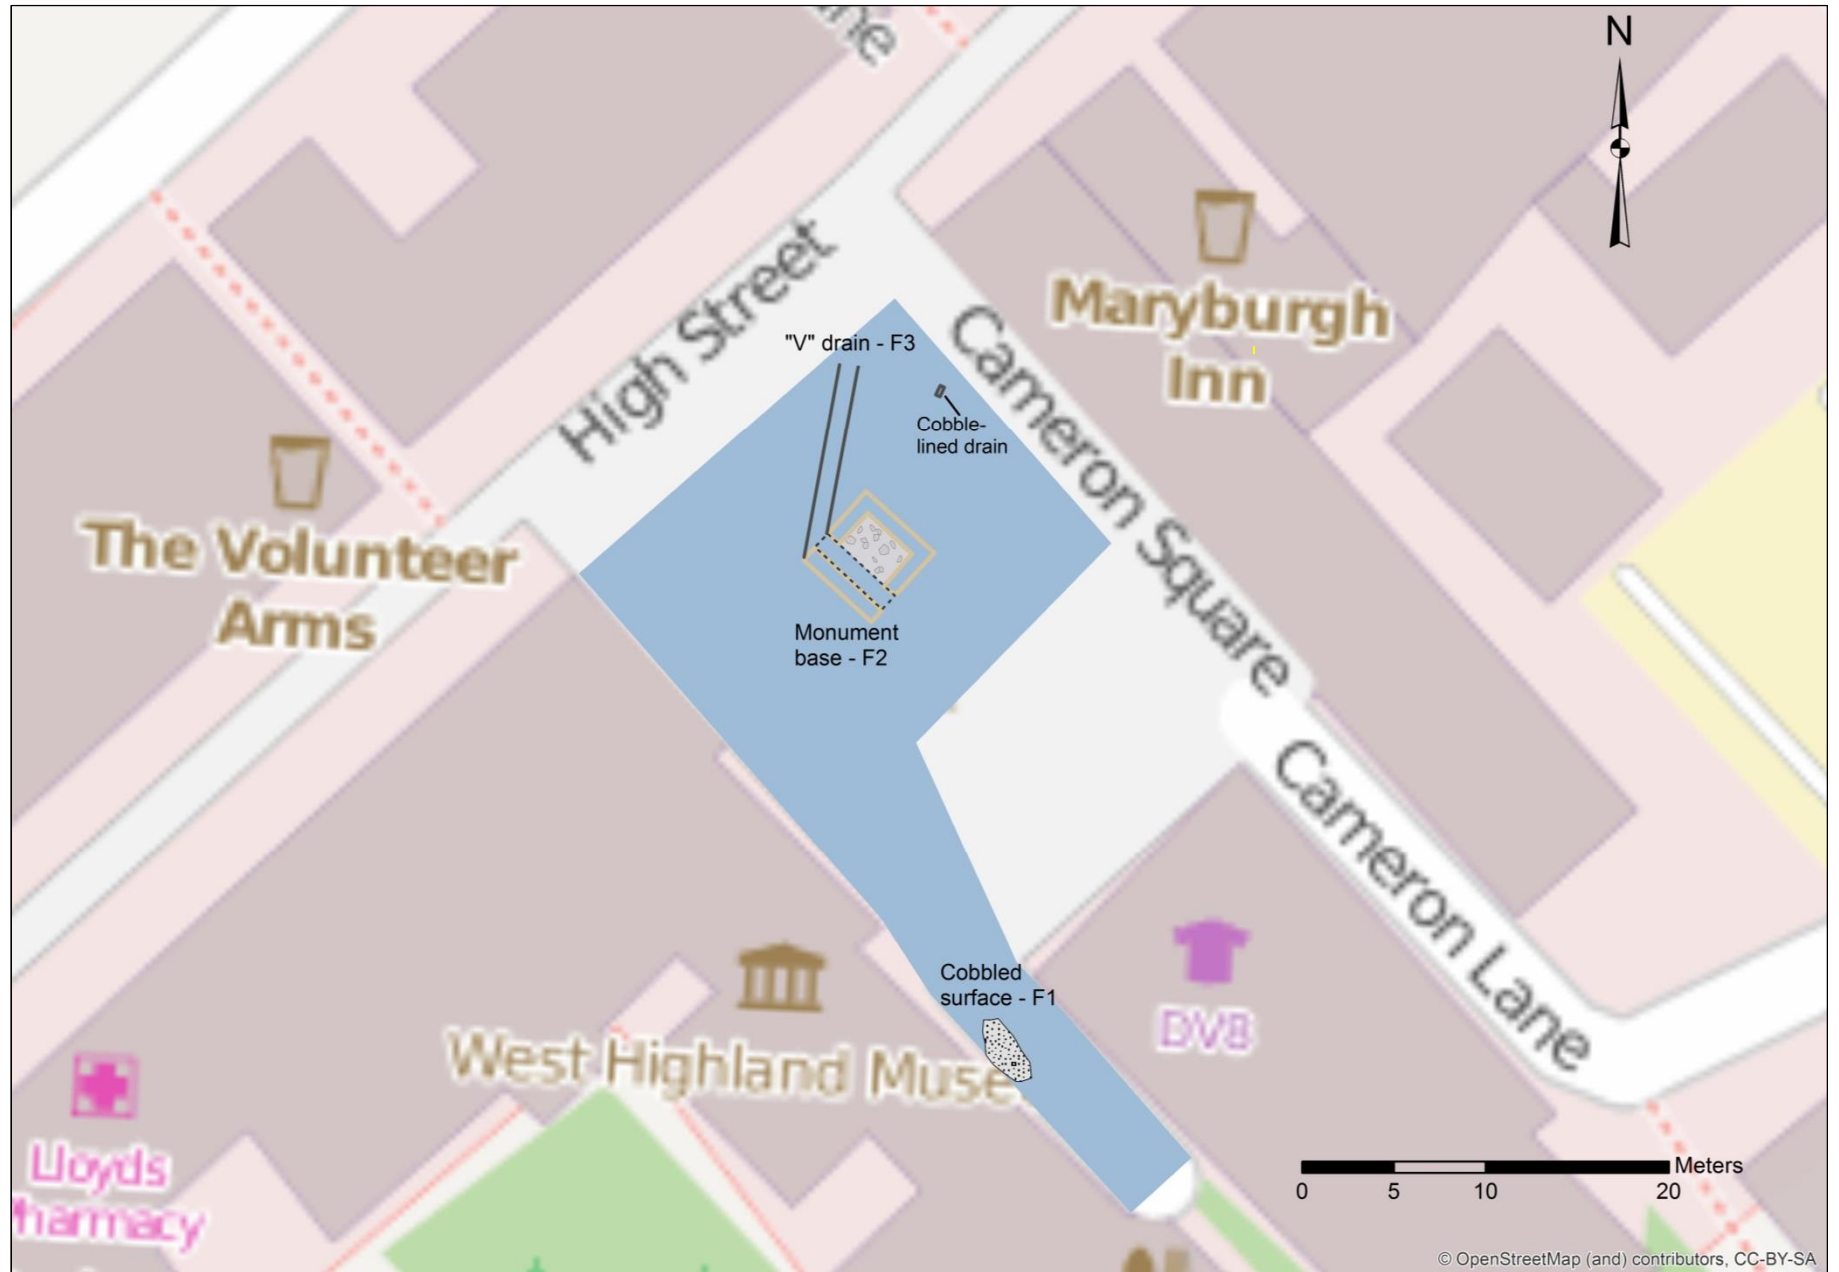 N
High Street
Maryburgh
Inn
"V" drain - F3
Cobble-
lined drain
Cameron Square
The Volunteer
Arms
Monument
base - F2
Cameron Lane
Cobbled
surface - F1
West Highland Muse
DV8
Lloyds
Pharmacy
Meters
0 5 10 20
© OpenStreetMap (and) contributors, CC-BY-SA